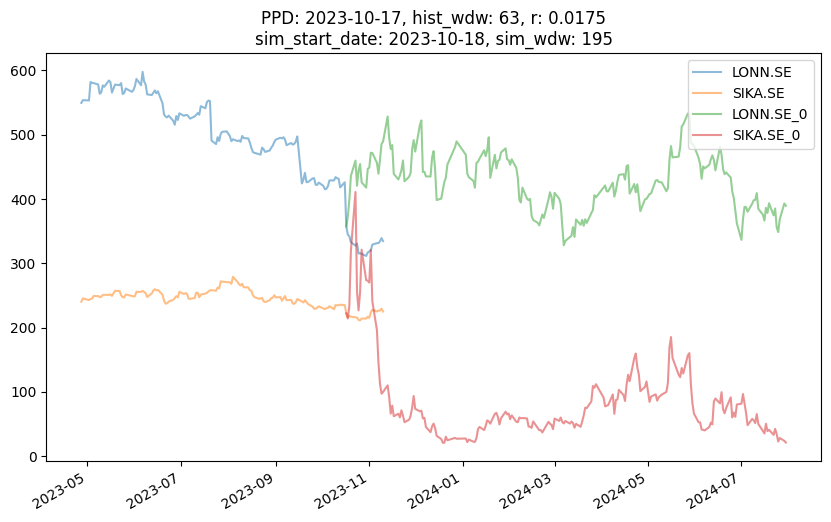 PPD: 2023-10-17, hist_wdw: 63, r: 0.0175
sim_start_date: 2023-10-18, sim_wdw: 195
LONN.SE
SIKA.SE
LONN.SE_0
SIKA.SE_0
600
500
400
300
200
100
0
2023-05
2023-07
2023-09
2023-11
2024-01
2024-03
2024-05
2024-07